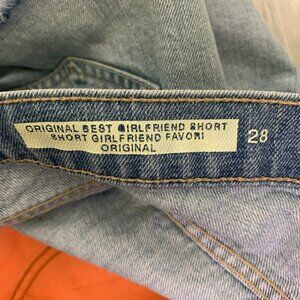 ORIGINAL BEST GIRLFRIEND SHORT
SHORT GIRLFRIEND FAVORI
ORIGINAL
28